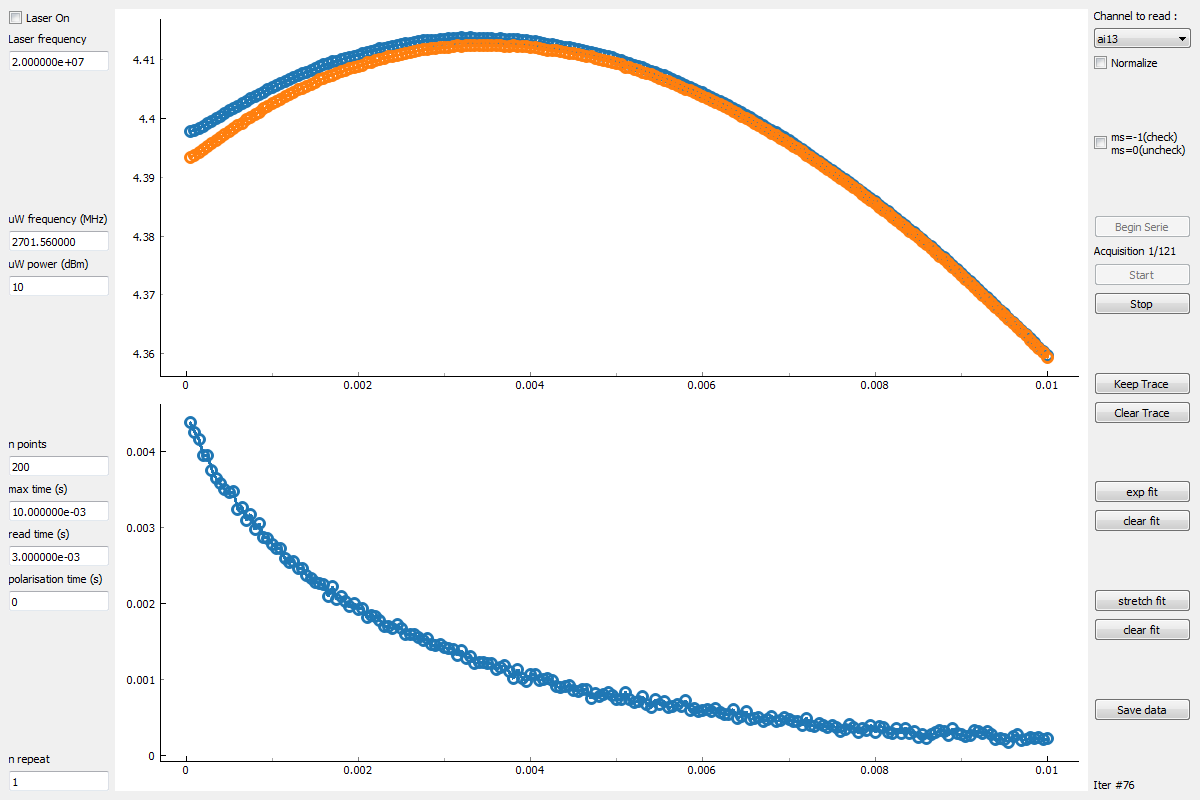 Laser On
Laser frequency
2.000000e+07
uW frequency (MHz)
2701.560000
uW power (dBm)
10
n points
200
max time (s)
10.000000e-03
read time (s)
3.000000e-03
polarisation time (s)
0
n repeat
1
4.41
4.4
4.39
4.38
4.37
4.36
0 0.002 0.004 0.006 0.008 0.01
0.004
0.003
0.002
0.001
0
0 0.002 0.004 0.006 0.008 0.01
Channel to read :
ai13
Normalize
ms=-1(check)
ms=0(uncheck)
Begin Serie
Acquisition 1/121
Start
Stop
Keep Trace
Clear Trace
exp fit
clear fit
stretch fit
clear fit
Save data
Iter #76